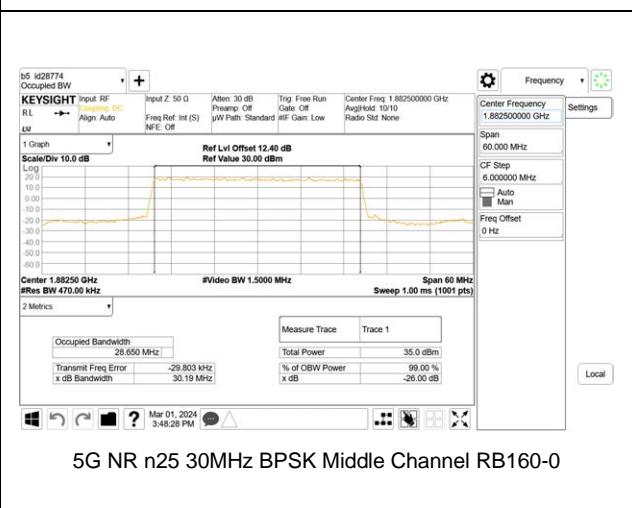 b5 id28774
Occupied BW
Frequency
KEYSIGHT Input: RF Input Z: 50 Ω Atten: 30 dB Trig: Free Run Center Freq: 1.882500000 GHz
RL Coupling: DC Preamp: Off Gate: Off Avg|Hold: 10/10
Align: Auto Freq Ref: Int (S) µW Path: Standard #IF Gain: Low Radio Std: None
NFE: Off
Center Frequency
1.882500000 GHz
Settings
Span
60.000 MHz
CF Step
6.000000 MHz
Auto
Man
Freq Offset
0 Hz
Local
1 Graph
Ref Lvl Offset 12.40 dB
Scale/Div 10.0 dB Ref Value 30.00 dBm
Log
20.0
10.0
0.00
-10.0
-20.0
-30.0
-40.0
-50.0
-60.0
Center 1.88250 GHz #Video BW 1.5000 MHz Span 60 MHz
#Res BW 470.00 kHz Sweep 1.00 ms (1001 pts)
2 Metrics
Measure Trace Trace 1
Occupied Bandwidth
28.650 MHz Total Power 35.0 dBm
Transmit Freq Error -29.803 kHz % of OBW Power 99.00 %
x dB Bandwidth 30.19 MHz x dB -26.00 dB
? Mar 01, 2024
3:48:28 PM
5G NR n25 30MHz BPSK Middle Channel RB160-0